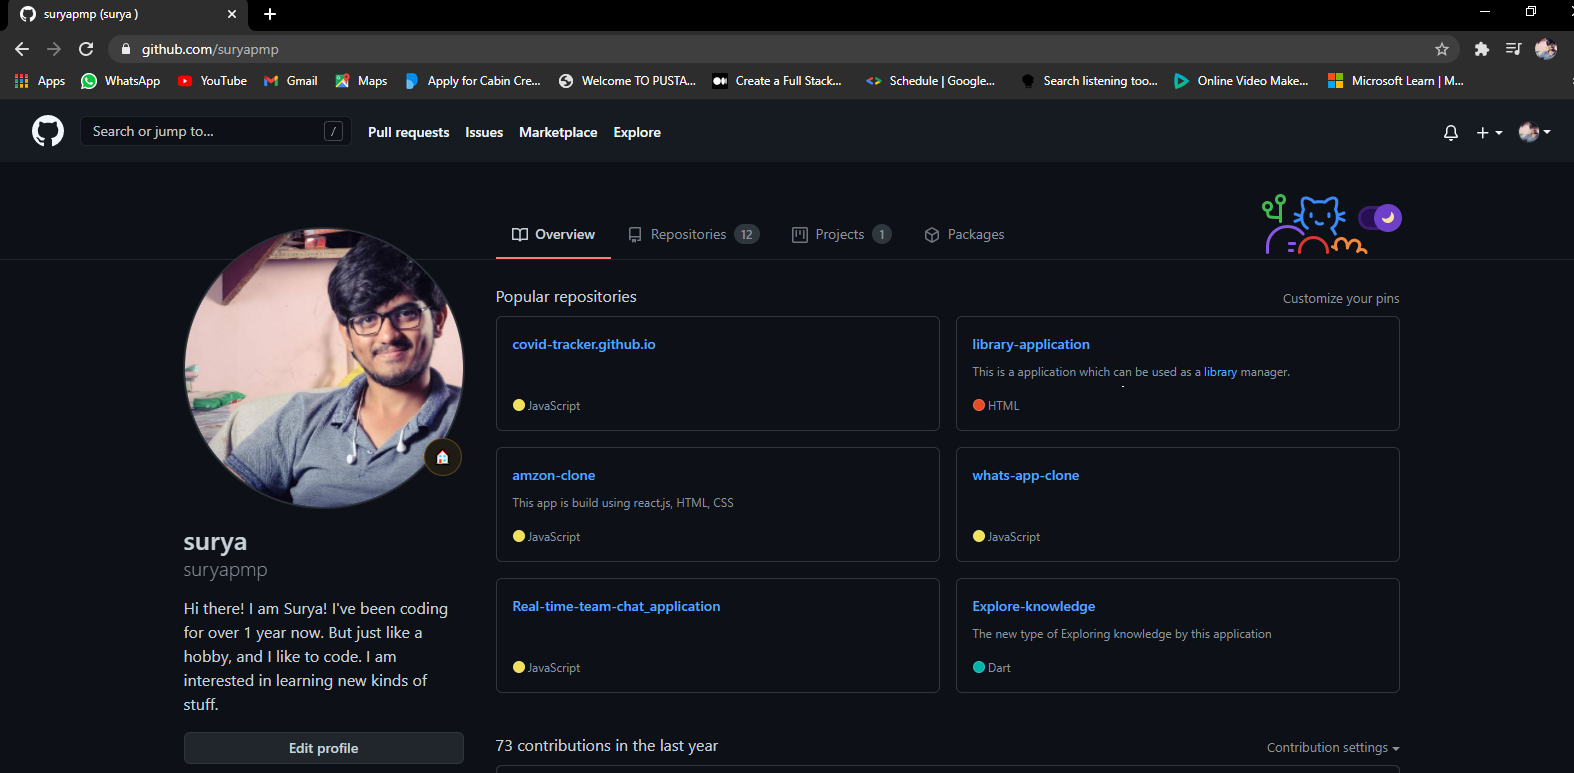 suryapmp (surya )
github.com/suryapmp
Apps WhatsApp YouTube Gmail Maps Apply for Cabin Cre... Welcome TO PUSTA... Create a Full Stack... Schedule | Google... Search listening too... Online Video Make... Microsoft Learn | M...
Search or jump to... / Pull requests Issues Marketplace Explore
Overview Repositories 12 Projects 1 Packages
Popular repositories Customize your pins
covid-tracker.github.io
JavaScript
library-application
This is a application which can be used as a library manager.
HTML
amzon-clone
This app is build using react.js, HTML, CSS
JavaScript
whats-app-clone
JavaScript
Real-time-team-chat_application
JavaScript
Explore-knowledge
The new type of Exploring knowledge by this application
Dart
surya
suryapmp
Hi there! I am Surya! I've been coding
for over 1 year now. But just like a
hobby, and I like to code. I am
interested in learning new kinds of
stuff.
Edit profile
73 contributions in the last year Contribution settings